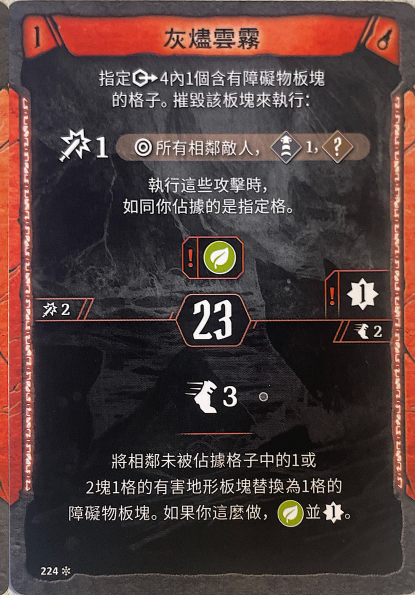 1
灰燼雲霧
指定4內1個含有障礙物板塊
的格子。摧毀該板塊來執行：
1 所有相鄰敵人， 1, ?
執行這些攻擊時，
如同你佔據的是指定格。
!
! 1
2
23
2
3
將相鄰未被佔據格子中的1或
2塊1格的有害地形板塊替換為1格的
障礙物板塊。如果你這麼做，並1。
224